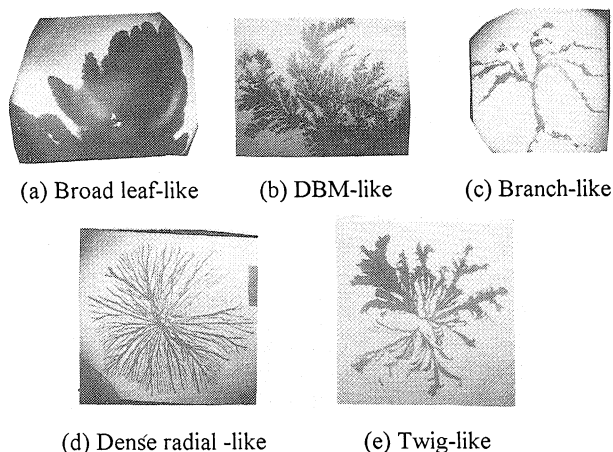 (a) Broad leaf-like
(b) DBM-like
(c) Branch-like
(d) Dense radial -like
(e) Twig-like